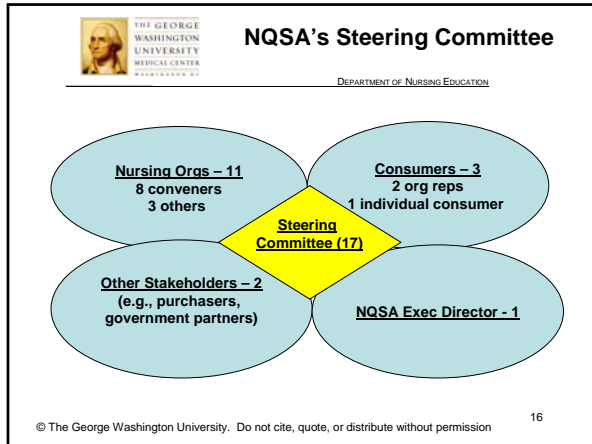 THE GEORGE
WASHINGTON
UNIVERSITY
MEDICAL CENTER
WASHINGTON DC
NQSA's Steering Committee
DEPARTMENT OF NURSING EDUCATION
Nursing Orgs – 11
8 conveners
3 others
Consumers – 3
2 org reps
1 individual consumer
Steering
Committee (17)
Other Stakeholders – 2
(e.g., purchasers,
government partners)
NQSA Exec Director - 1
16
© The George Washington University. Do not cite, quote, or distribute without permission